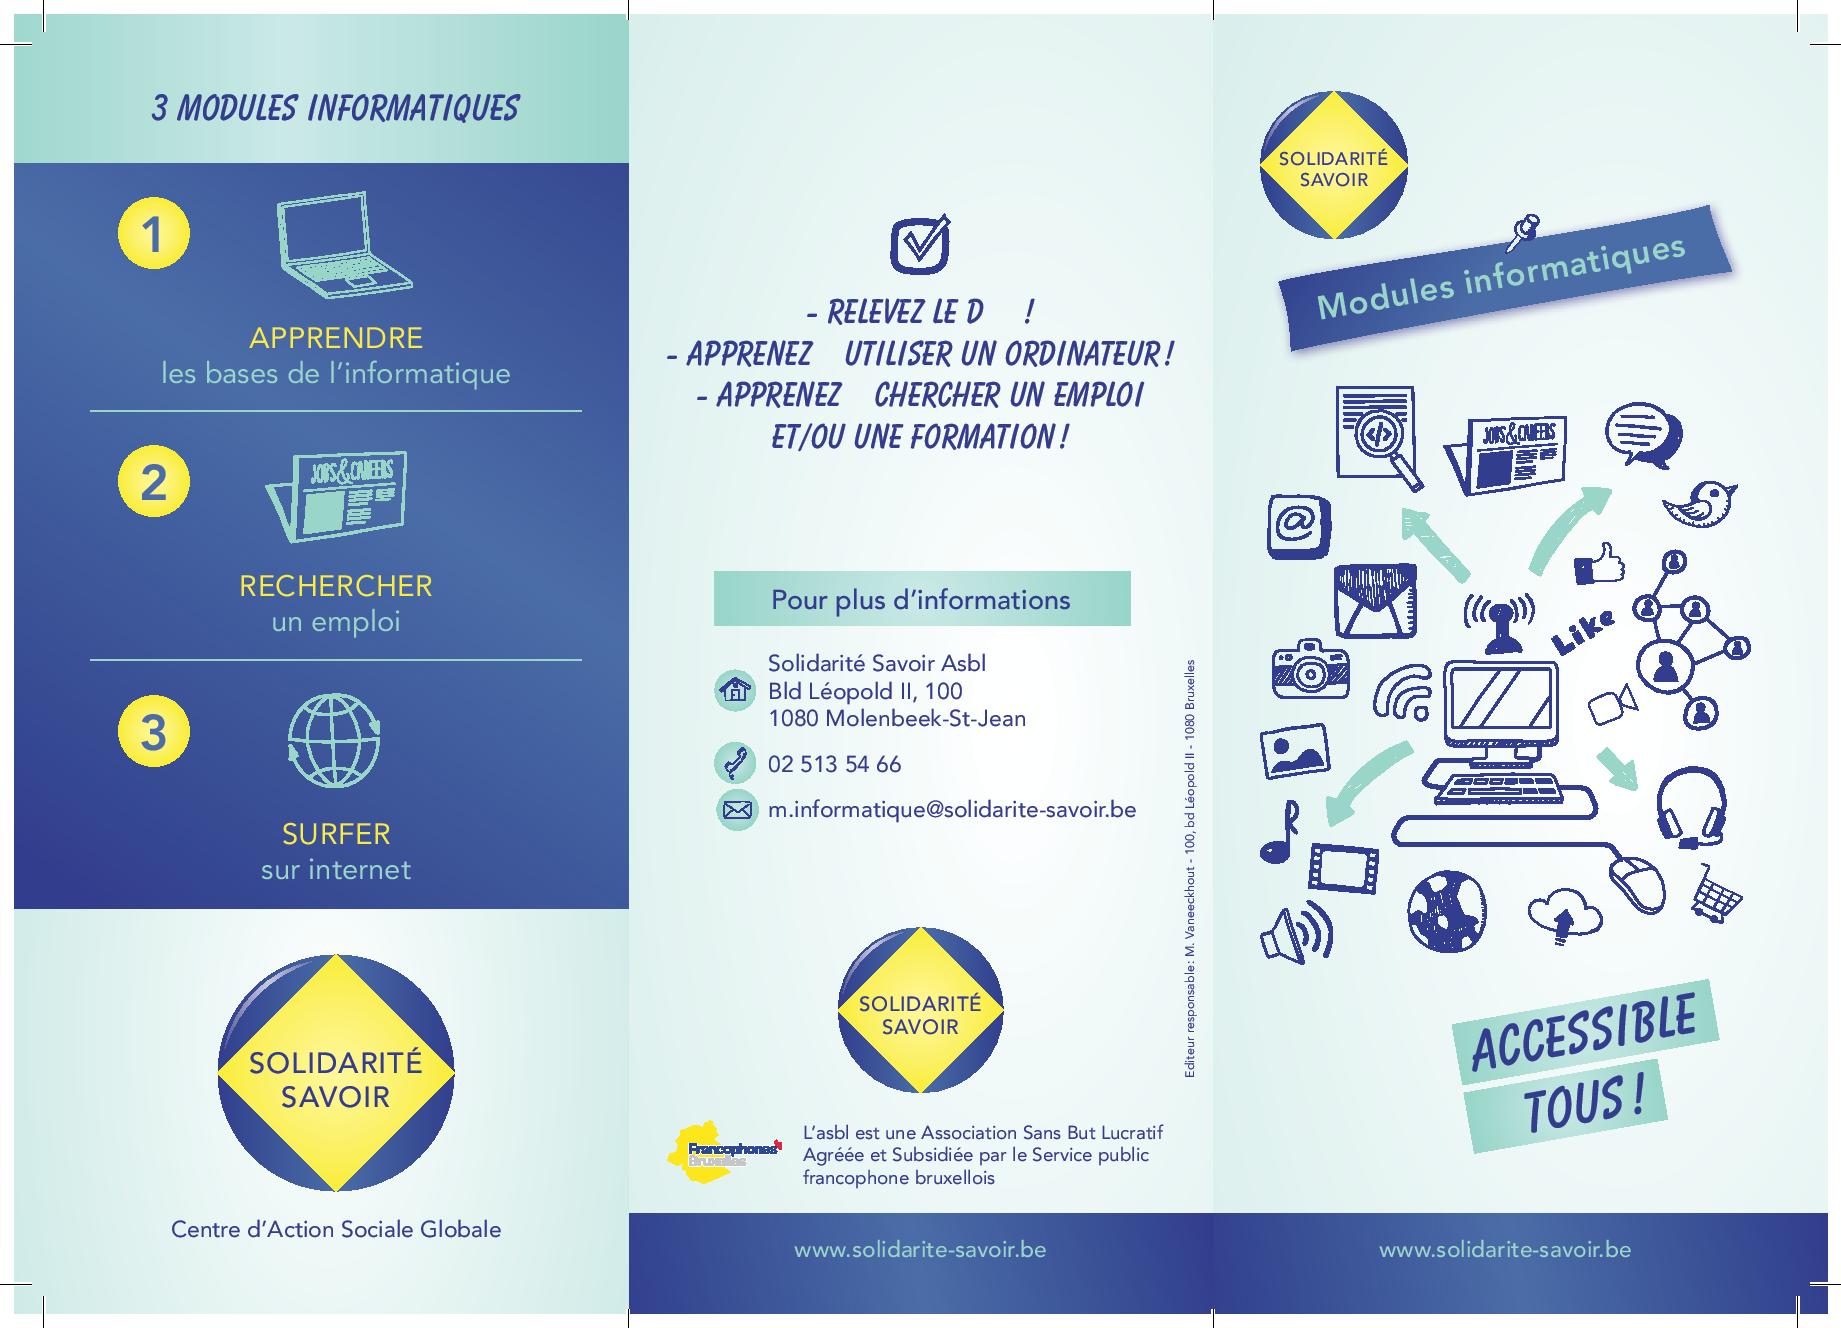 3 MODULES INFORMATIQUES
1
APPRENDRE
les bases de l'informatique
2
JOBS & CAREERS
RECHERCHER
un emploi
3
SURFER
sur internet
SOLIDARITÉ
SAVOIR
Centre d'Action Sociale Globale
- RELEVEZ LE D !
- APPRENEZ UTILISER UN ORDINATEUR !
- APPRENEZ CHERCHER UN EMPLOI
ET/OU UNE FORMATION !
Pour plus d'informations
Solidarité Savoir Asbl
Bld Léopold II, 100
1080 Molenbeek-St-Jean
02 513 54 66
m.informatique@solidarite-savoir.be
Editeur responsable: M. Vaneeckhout - 100, bd Léopold II - 1080 Bruxelles
SOLIDARITÉ
SAVOIR
Francophones
Bruxelles
L'asbl est une Association Sans But Lucratif
Agréée et Subsidiée par le Service public
francophone bruxellois
www.solidarite-savoir.be
SOLIDARITÉ
SAVOIR
Modules informatiques
</>
JOBS & CAREERS
@
Like
ACCESSIBLE
TOUS !
www.solidarite-savoir.be